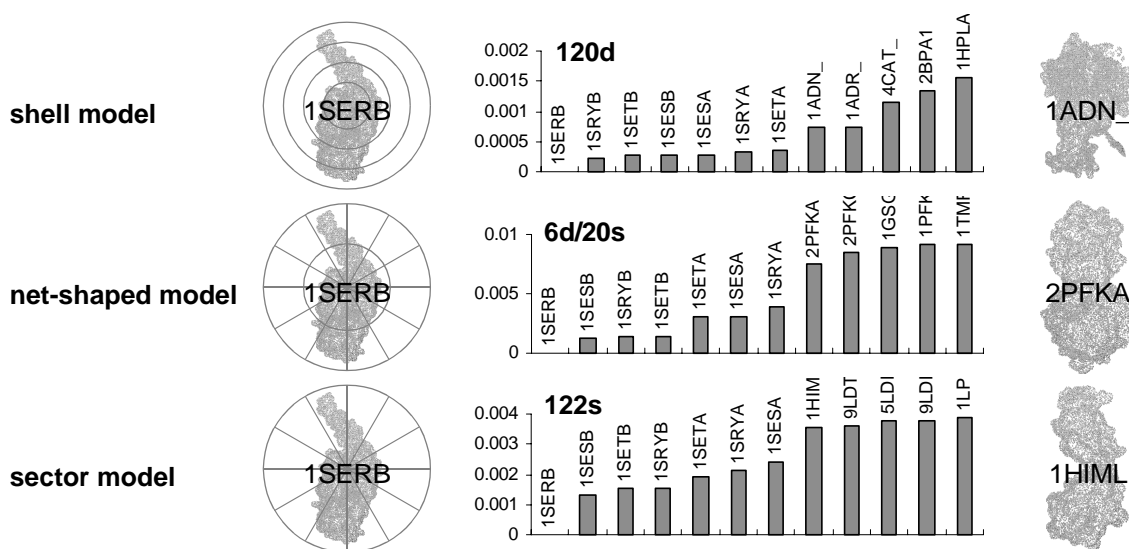 shell model
1SERB
120d
0.002
0.0015
0.001
0.0005
0
1SERB
1SRYB
1SETB
1SESB
1SESA
1SRYA
1SETA
1ADN_
1ADR_
4CAT_
2BPA1
1HPLA
1ADN_
net-shaped model
1SERB
6d/20s
0.01
0.005
0
1SERB
1SESB
1SRYB
1SETB
1SETA
1SESA
1SRYA
2PFKA
1PFK
2PFKA
sector model
1SERB
122s
0.004
0.003
0.002
0.001
0
1SERB
1SESB
1SETB
1SRYB
1SETA
1SRYA
1SESA
1HIM
9LDT
5LDI
9LDI
1LP
1HIML